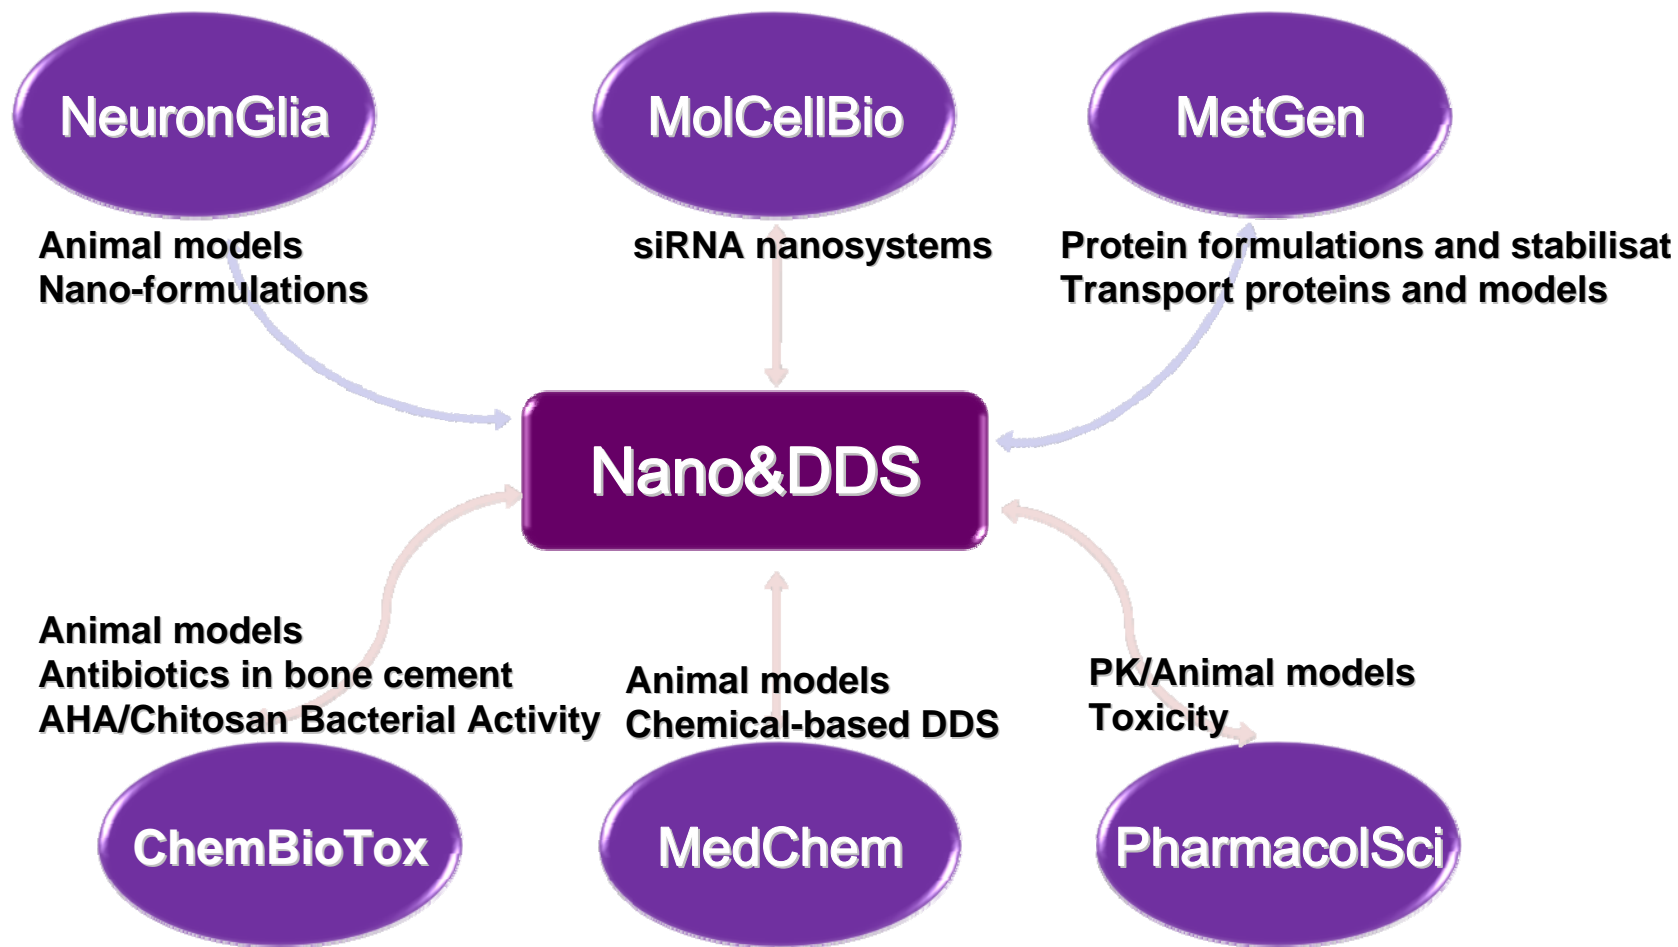 NeuronGlia
MolCellBio
MetGen
Animal models
Nano-formulations
siRNA nanosystems
Protein formulations and stabilisat
Transport proteins and models
Nano&DDS
Animal models
Antibiotics in bone cement
AHA/Chitosan Bacterial Activity
Animal models
Chemical-based DDS
PK/Animal models
Toxicity
ChemBioTox
MedChem
PharmacolSci